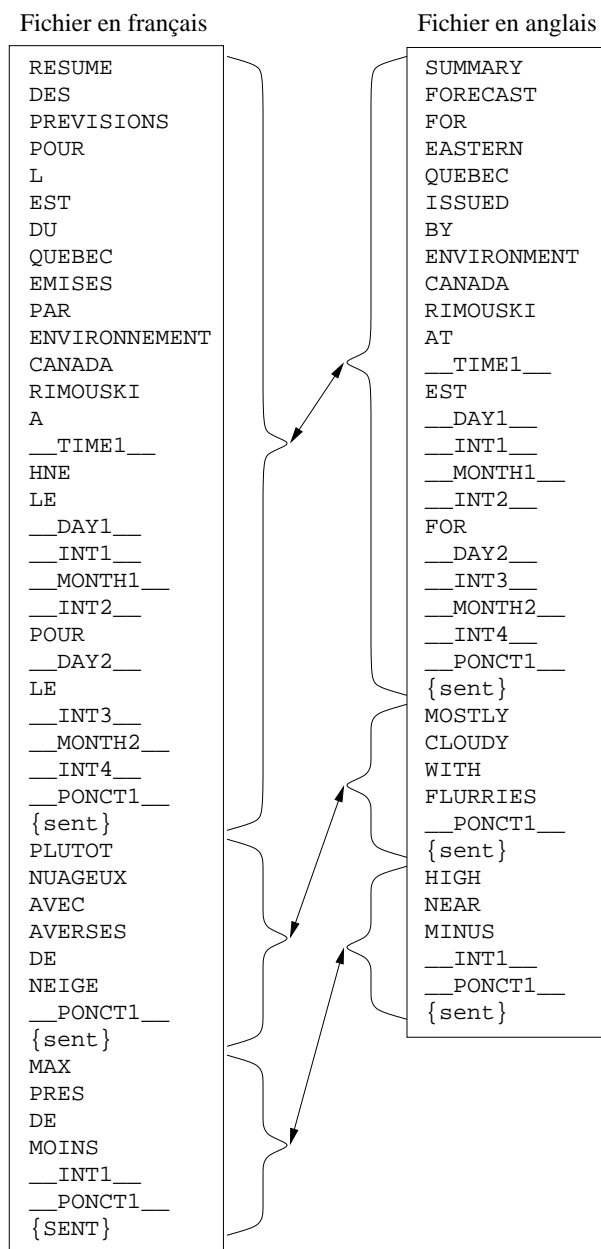 Fichier en français
RESUME
DES
PREVISIONS
POUR
L
EST
DU
QUEBEC
EMISES
PAR
ENVIRONNEMENT
CANADA
RIMOUSKI
A
__TIME1__
HNE
LE
__DAY1__
__INT1__
__MONTH1__
__INT2__
POUR
__DAY2__
LE
__INT3__
__MONTH2__
__INT4__
__PONCT1__
{sent}
PLUTOT
NUAGEUX
AVEC
AVERSES
DE
NEIGE
__PONCT1__
{sent}
MAX
PRES
DE
MOINS
__INT1__
__PONCT1__
{SENT}
Fichier en anglais
SUMMARY
FORECAST
FOR
EASTERN
QUEBEC
ISSUED
BY
ENVIRONMENT
CANADA
RIMOUSKI
AT
__TIME1__
EST
__DAY1__
__INT1__
__MONTH1__
__INT2__
FOR
__DAY2__
__INT3__
__MONTH2__
__INT4__
__PONCT1__
{sent}
MOSTLY
CLOUDY
WITH
FLURRIES
__PONCT1__
{sent}
HIGH
NEAR
MINUS
__INT1__
__PONCT1__
{sent}